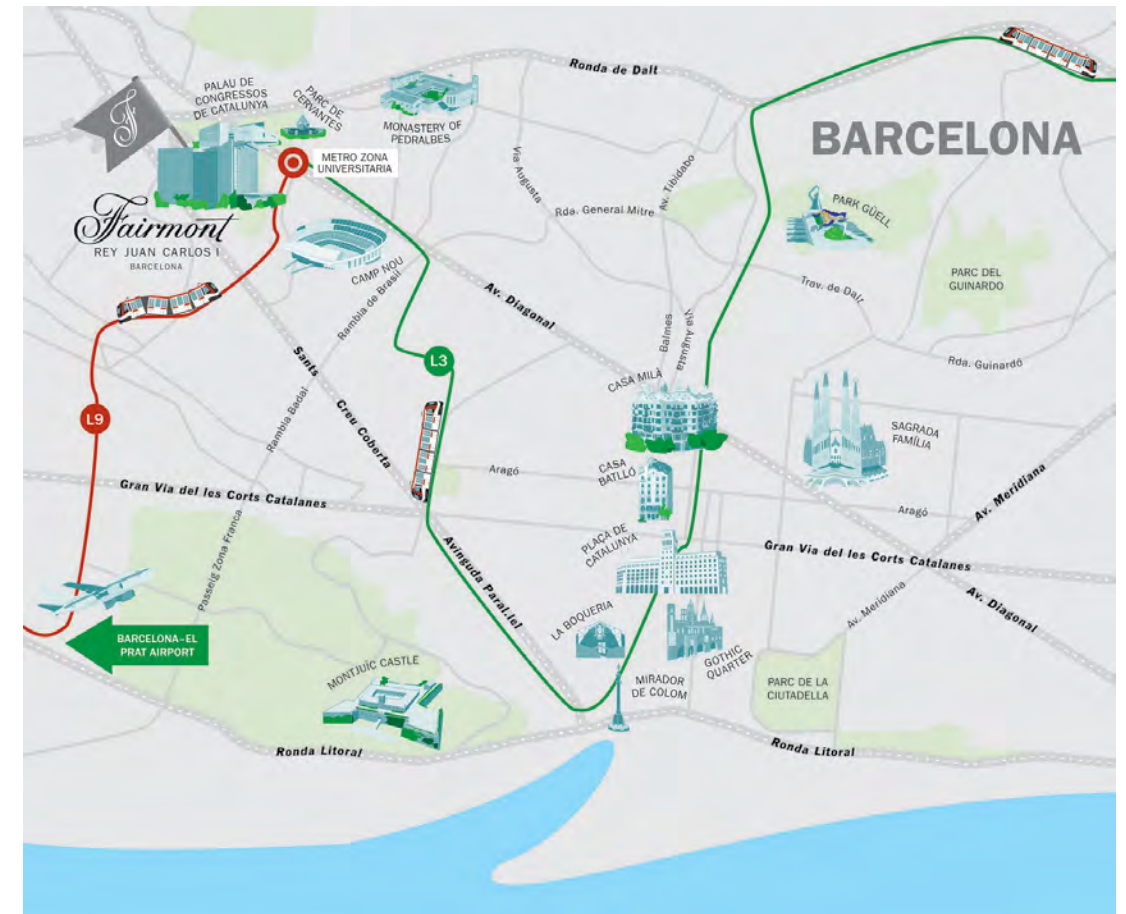 BARCELONA
Ronda de Dalt
PALAU DE
CONGRESSOS
DE CATALUNYA
PARC DE
CERVANTES
MONASTERY OF
PEDRALBES
F
METRO ZONA
UNIVERSITARIA
Fairmont
REY JUAN CARLOS I
BARCELONA
CAMP NOU
Via Augusta
Av. Tibidabo
Rda. General Mitre
PARK GÜELL
PARC DEL
GUINARDO
Trav. de Dalr
Rda. Guinardó
Rambia de Brasil
Av. Diagonal
Balmes
Via Augusta
Sants
L3
L9
Creu Coberta
Rambia Badal
CASA MILÀ
SAGRADA
FAMÍLIA
Aragó
CASA
BATLLÓ
Aragó
Av. Meridiana
Gran Via del les Corts Catalanes
Passeig Zona Franca
Avinguda Paral.lel
PLAÇA DE
CATALUNYA
Gran Via del les Corts Catalanes
Av. Meridiana
Av. Diagonal
BARCELONA-EL
PRAT AIRPORT
LA BOQUERIA
GOTHIC
QUARTER
MONTJUÏC CASTLE
MIRADOR
DE COLOM
PARC DE LA
CIUTADELLA
Ronda Litoral
Ronda Litoral